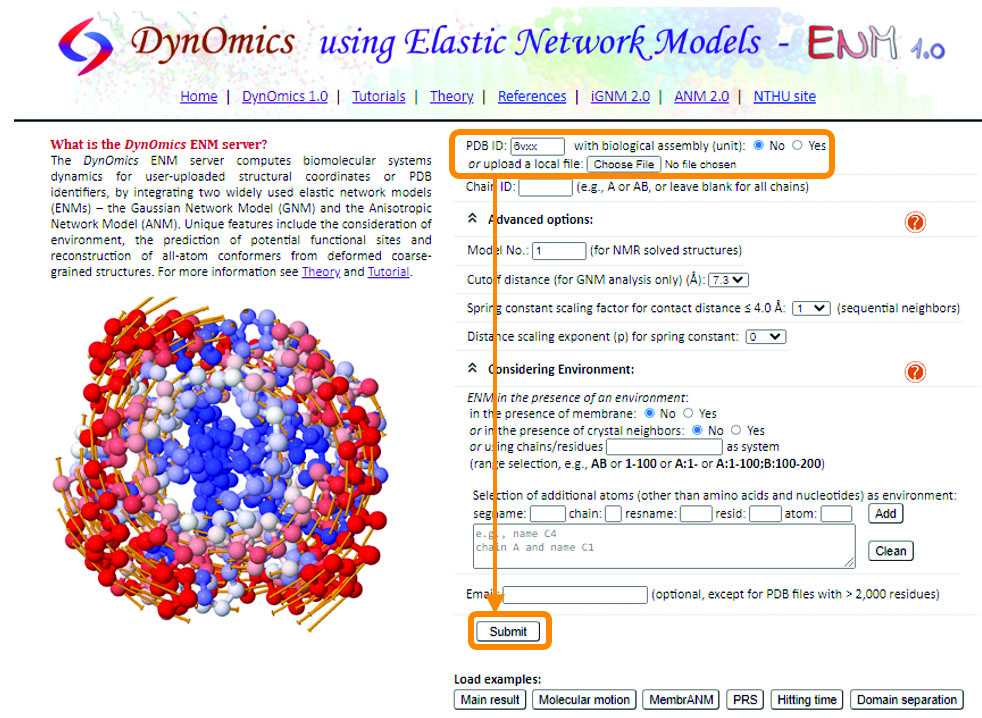 DynOmics using Elastic Network Models - ENM 1.0
Home | DynOmics 1.0 | Tutorials | Theory | References | iGNM 2.0 | ANM 2.0 | NTHU site
What is the DynOmics ENM server?
The DynOmics ENM server computes biomolecular systems
dynamics for user-uploaded structural coordinates or PDB
identifiers, by integrating two widely used elastic network models
(ENMs) – the Gaussian Network Model (GNM) and the Anisotropic
Network Model (ANM). Unique features include the consideration of
environment, the prediction of potential functional sites and
reconstruction of all-atom conformers from deformed coarse-
grained structures. For more information see Theory and Tutorial.
PDB ID: 6vxx with biological assembly (unit): No Yes
or upload a local file: Choose File No file chosen
Chain ID: (e.g., A or AB, or leave blank for all chains)
Advanced options:
?
Model No.: 1 (for NMR solved structures)
Cutoff distance (for GNM analysis only) (Å): 7.3
Spring constant scaling factor for contact distance ≤ 4.0 Å: 1 (sequential neighbors)
Distance scaling exponent (p) for spring constant: 0
Considering Environment:
?
ENM in the presence of an environment:
in the presence of membrane: No Yes
or in the presence of crystal neighbors: No Yes
or using chains/residues as system
(range selection, e.g., AB or 1-100 or A:1- or A:1-100;B:100-200)
Selection of additional atoms (other than amino acids and nucleotides) as environment:
segname: chain: resname: resid: atom: Add
e.g., name C4
chain A and name C1
Clean
Email: (optional, except for PDB files with > 2,000 residues)
Submit
Load examples:
Main result Molecular motion MembrANM PRS Hitting time Domain separation